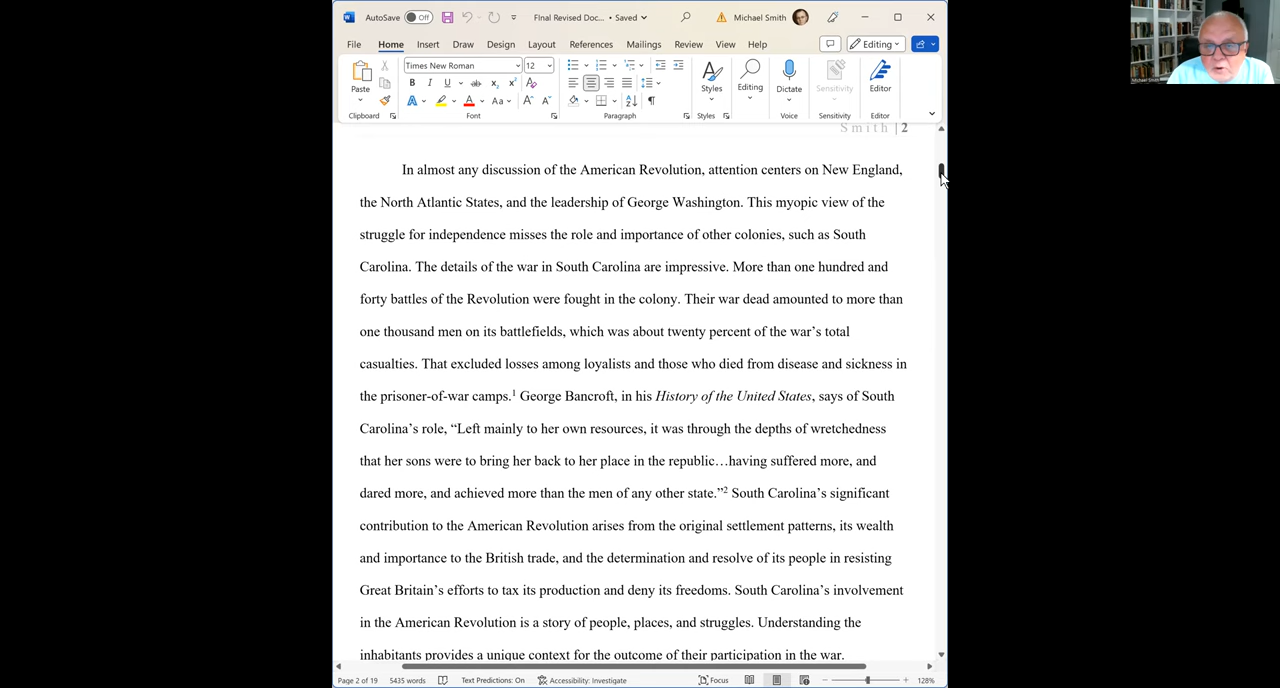 AutoSave Off FInal Revised Doc... • Saved Michael Smith
File Home Insert Draw Design Layout References Mailings Review View Help Editing
Times New Roman 12
Paste Styles Editing Dictate Sensitivity Editor
Clipboard Font Paragraph Styles Voice Sensitivity Editor
Smith | 2
In almost any discussion of the American Revolution, attention centers on New England,
the North Atlantic States, and the leadership of George Washington. This myopic view of the
struggle for independence misses the role and importance of other colonies, such as South
Carolina. The details of the war in South Carolina are impressive. More than one hundred and
forty battles of the Revolution were fought in the colony. Their war dead amounted to more than
one thousand men on its battlefields, which was about twenty percent of the war’s total
casualties. That excluded losses among loyalists and those who died from disease and sickness in
the prisoner-of-war camps.¹ George Bancroft, in his History of the United States, says of South
Carolina’s role, “Left mainly to her own resources, it was through the depths of wretchedness
that her sons were to bring her back to her place in the republic…having suffered more, and
dared more, and achieved more than the men of any other state.”² South Carolina’s significant
contribution to the American Revolution arises from the original settlement patterns, its wealth
and importance to the British trade, and the determination and resolve of its people in resisting
Great Britain’s efforts to tax its production and deny its freedoms. South Carolina’s involvement
in the American Revolution is a story of people, places, and struggles. Understanding the
inhabitants provides a unique context for the outcome of their participation in the war.
Page 2 of 19 5435 words Text Predictions: On Accessibility: Investigate Focus 128%
Michael Smith